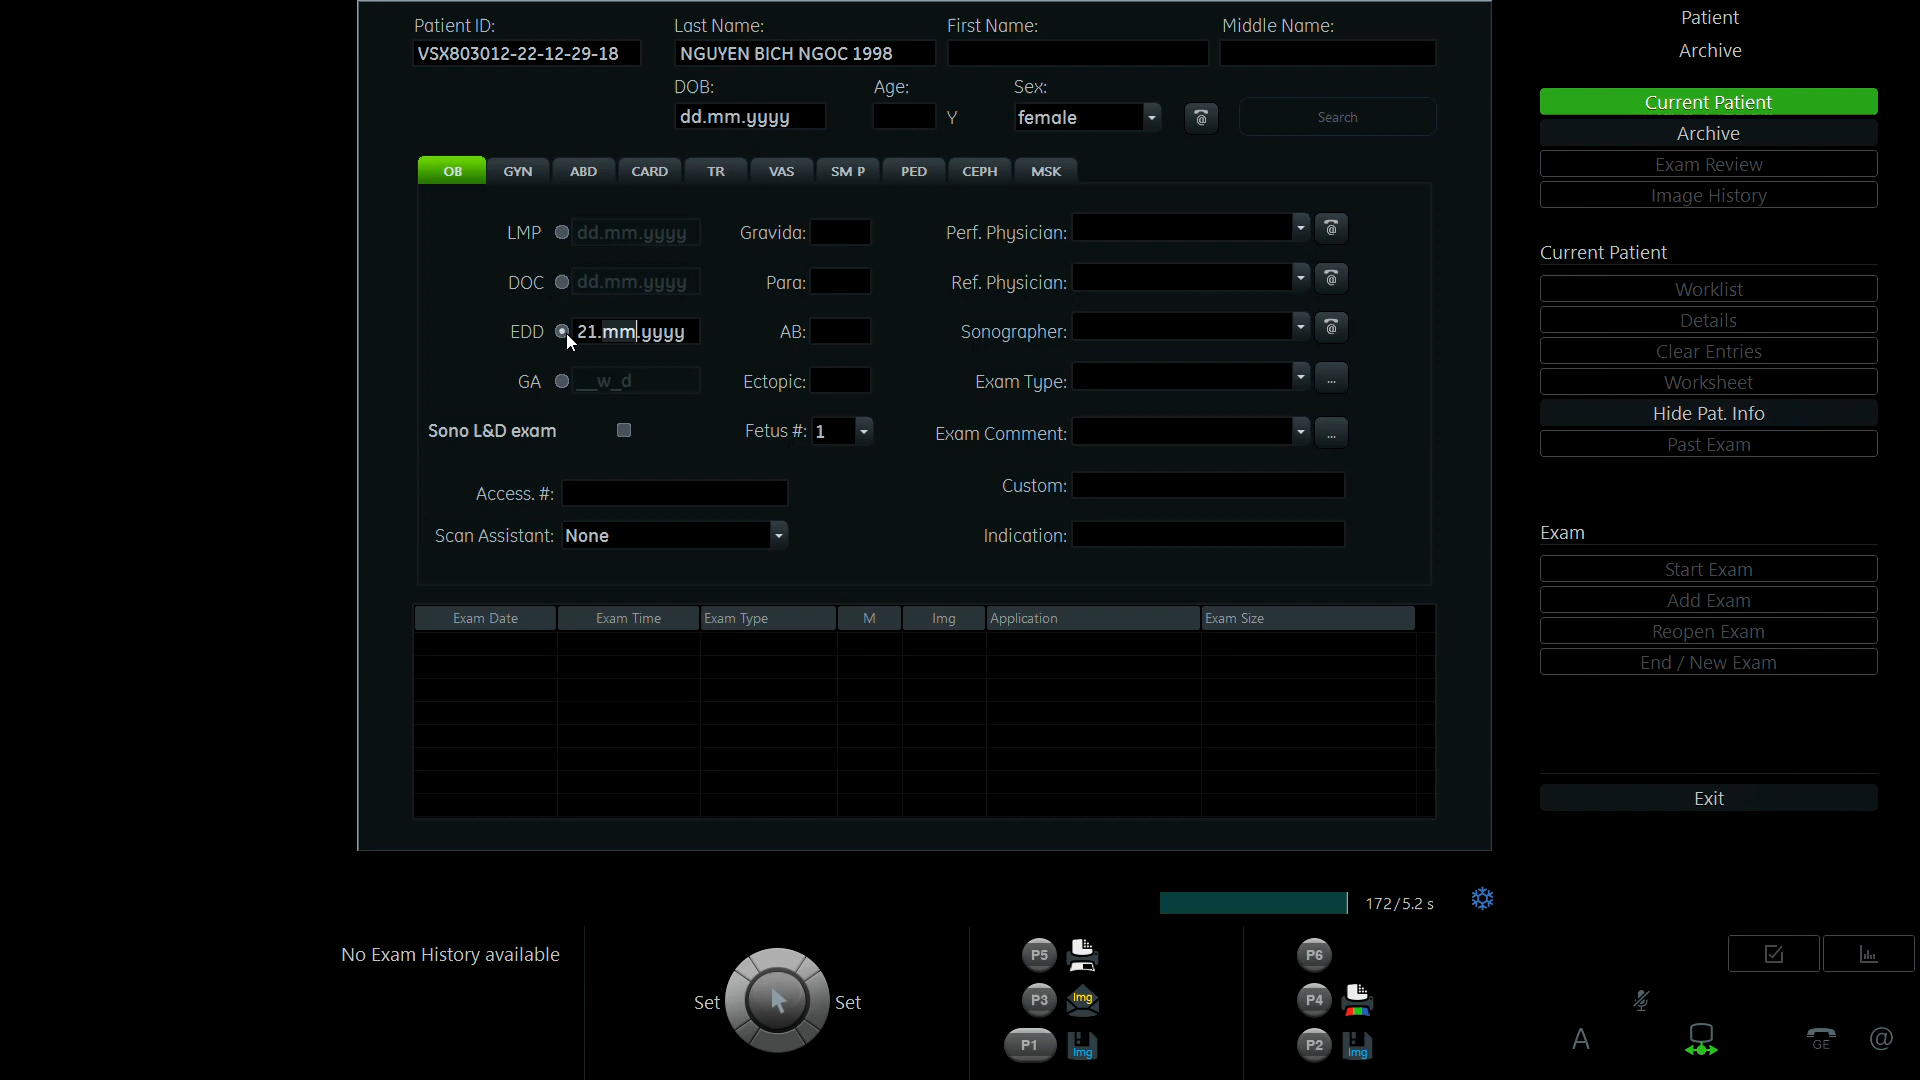 Patient ID: Last Name: First Name: Middle Name:
VSX803012-22-12-29-18 NGUYEN BICH NGOC 1998
DOB: Age: Sex:
dd.mm.yyyy Y female @ Search
OB GYN ABD CARD TR VAS SM P PED CEPH MSK
LMP dd.mm.yyyy Gravida: Perf. Physician: @
DOC dd.mm.yyyy Para: Ref. Physician: @
EDD 21.mm.yyyy AB: Sonographer: @
GA __w_d Ectopic: Exam Type: ...
Sono L&D exam Fetus #: 1 Exam Comment: ...
Access. #: Custom:
Scan Assistant: None Indication:
Exam Date Exam Time Exam Type M Img Application Exam Size
172/5.2 s
No Exam History available
Set Set
P5
P3 Img
P1 Img
P6
P4
P2 Img
Patient
Archive
Current Patient
Archive
Exam Review
Image History
Current Patient
Worklist
Details
Clear Entries
Worksheet
Hide Pat. Info
Past Exam
Exam
Start Exam
Add Exam
Reopen Exam
End / New Exam
Exit
A GE @